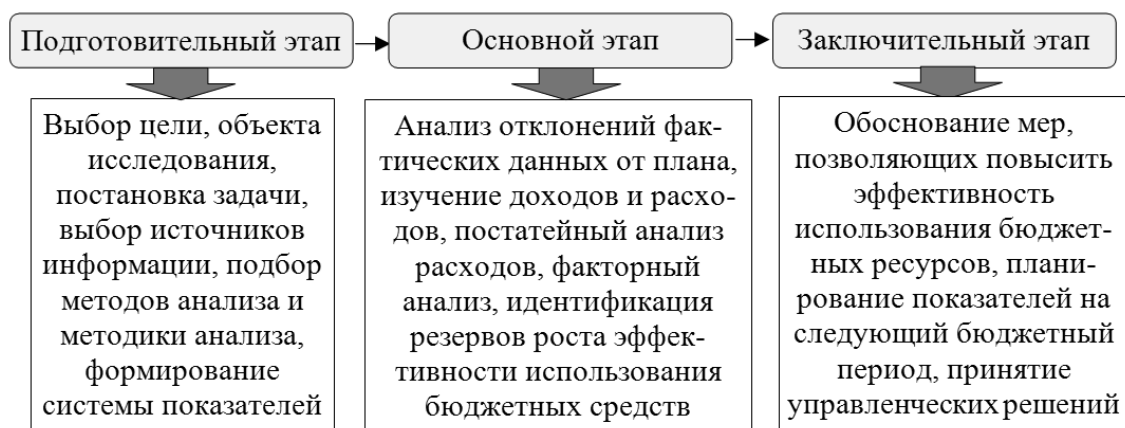 Подготовительный этап
Выбор цели, объекта
исследования,
постановка задачи,
выбор источников
информации, подбор
методов анализа и
методики анализа,
формирование
системы показателей
Основной этап
Анализ отклонений фак-
тических данных от плана,
изучение доходов и расхо-
дов, постатейный анализ
расходов, факторный
анализ, идентификация
резервов роста эффек-
тивности использования
бюджетных средств
Заключительный этап
Обоснование мер,
позволяющих повысить
эффективность
использования бюджет-
ных ресурсов, плани-
рование показателей на
следующий бюджетный
период, принятие
управленческих решений